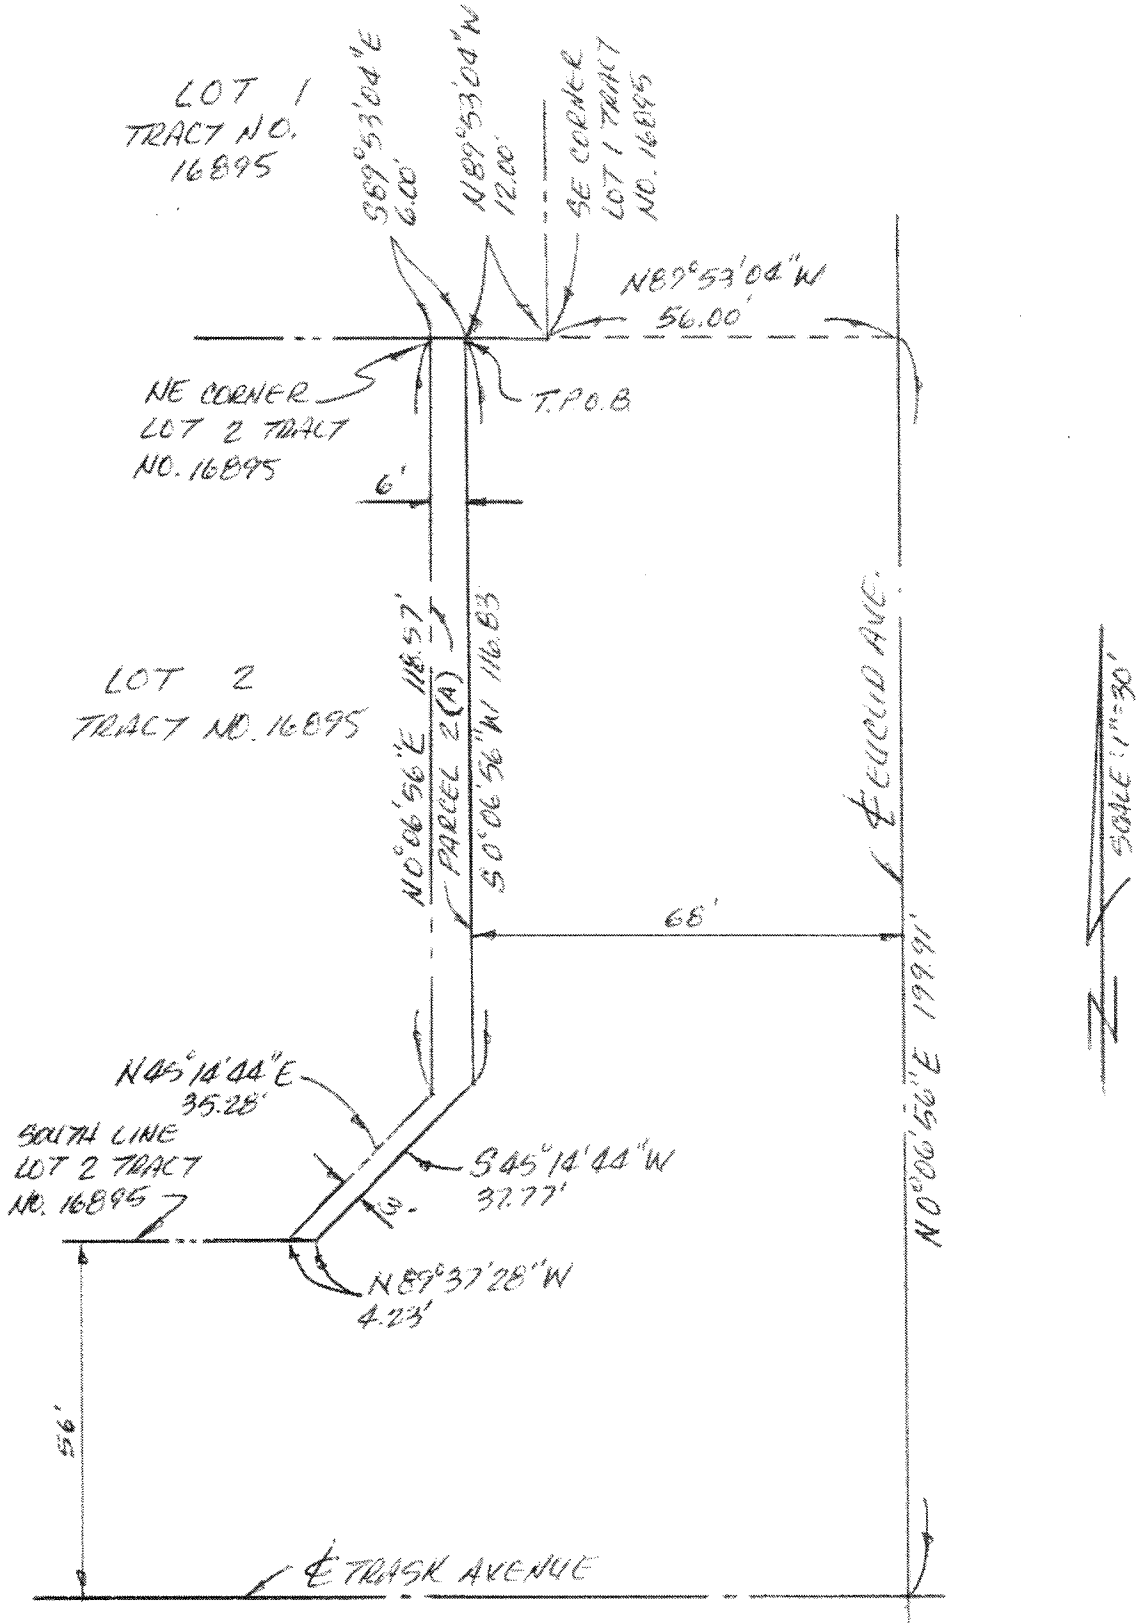 LOT 1
TRACT NO.
16895
S89°53'04"E
6.00'
N89°53'04"W
12.00'
SE CORNER
LOT 1 TRACT
NO. 16895
N89°53'04"W
56.00'
NE CORNER
LOT 2 TRACT
NO. 16895
T.P.O.B.
6'
LOT 2
TRACT NO. 16895
N0°06'56"E 118.57'
PARCEL 2(A)
S0°06'56"W 116.83
℄ EUCLID AVE.
SCALE: 1"=30'
N
68'
N0°06'56"E 199.91'
N45°14'44"E
35.28'
SOUTH LINE
LOT 2 TRACT
NO. 16895
S45°14'44"W
37.77'
3'
N89°37'28"W
4.23'
56'
℄ TRASK AVENUE